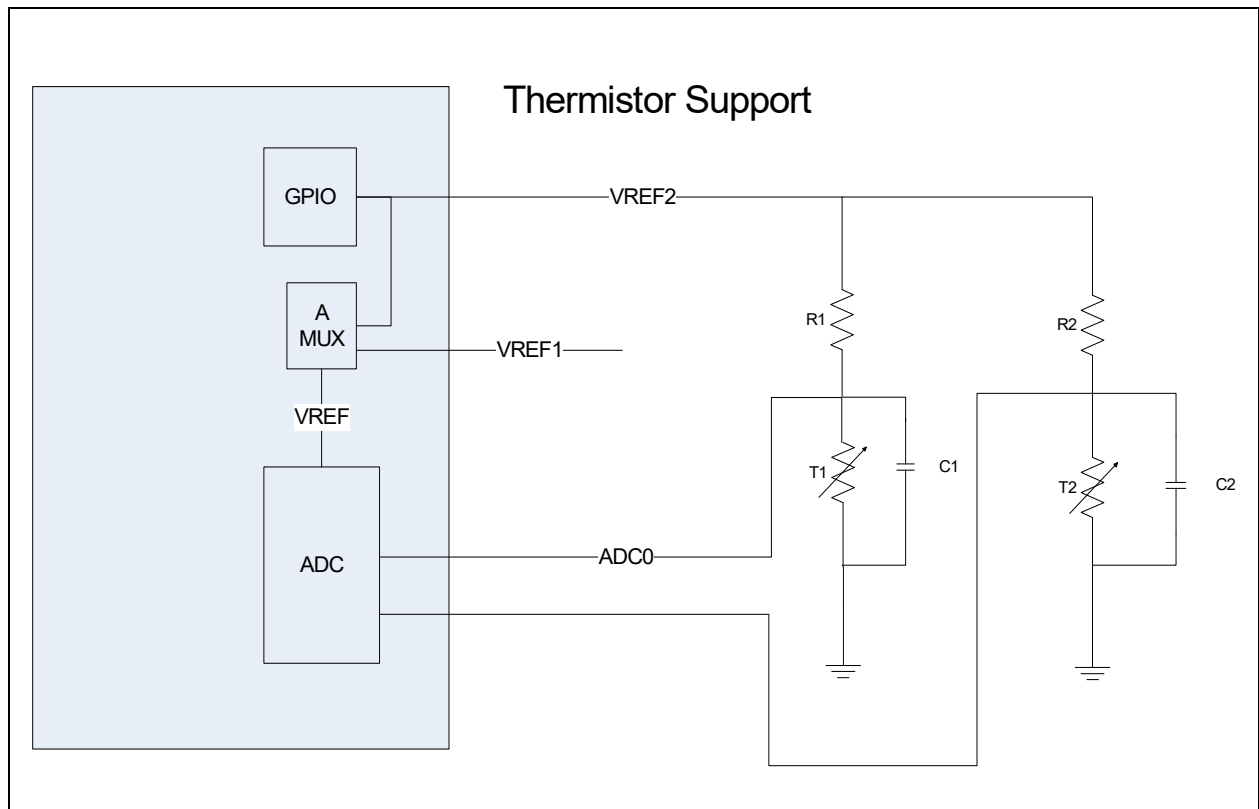 Thermistor Support
GPIO
VREF2
A
MUX
R1
R2
VREF1
VREF
T1
C1
T2
C2
ADC
ADC0